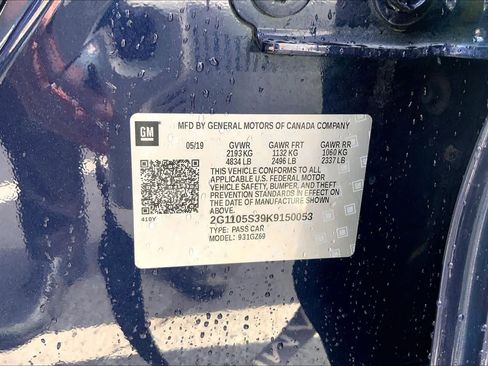 GM
MFD BY GENERAL MOTORS OF CANADA COMPANY
05/19 GVWR GAWR FRT GAWR RR
2193 KG 1132 KG 1060 KG
4834 LB 2496 LB 2337 LB
THIS VEHICLE CONFORMS TO ALL
APPLICABLE U.S. FEDERAL MOTOR
VEHICLE SAFETY, BUMPER, AND THEFT
PREVENTION STANDARDS IN EFFECT ON
THE DATE OF MANUFACTURE SHOWN
ABOVE.
410Y
2G1105S39K9150053
TYPE: PASS CAR
MODEL: 931GZ69